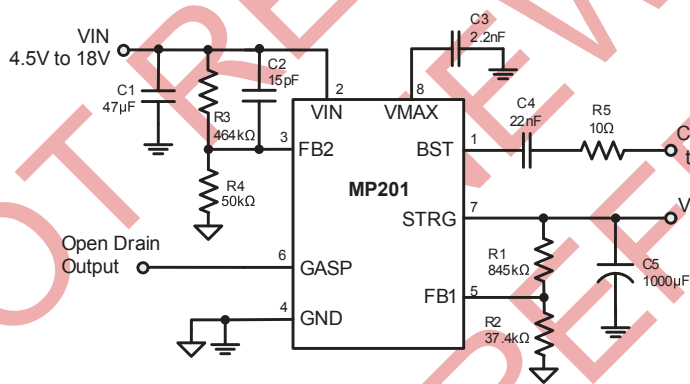 VIN
4.5V to 18V
C1
47µF
R3
464kΩ
C2
15pF
R4
50kΩ
Open Drain
Output
2
VIN
3
FB2
6
GASP
4
GND
MP201
8
VMAX
1
BST
7
STRG
5
FB1
C3
2.2nF
C4
22nF
R5
10Ω
R1
845kΩ
R2
37.4kΩ
C5
1000µF